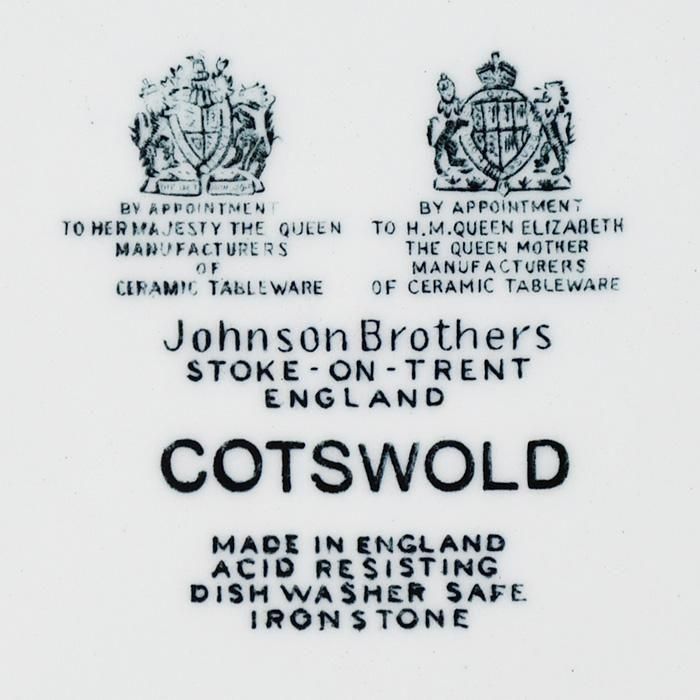 BY APPOINTMENT
TO HER MAJESTY THE QUEEN
MANUFACTURERS
OF
CERAMIC TABLEWARE
BY APPOINTMENT
TO H.M. QUEEN ELIZABETH
THE QUEEN MOTHER
MANUFACTURERS
OF CERAMIC TABLEWARE
Johnson Brothers
STOKE-ON-TRENT
ENGLAND
COTSWOLD
MADE IN ENGLAND
ACID RESISTING
DISH WASHER SAFE
IRONSTONE